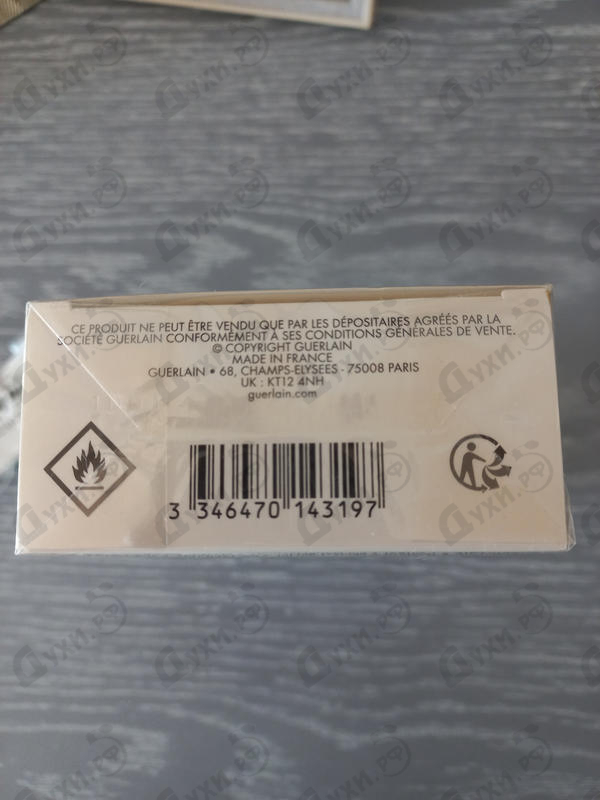 CE PRODUIT NE PEUT ÊTRE VENDU QUE PAR LES DÉPOSITAIRES AGRÉÉS PAR LA
SOCIÉTÉ GUERLAIN CONFORMÉMENT À SES CONDITIONS GÉNÉRALES DE VENTE.
© COPYRIGHT GUERLAIN
MADE IN FRANCE
GUERLAIN • 68, CHAMPS-ELYSEES - 75008 PARIS
UK : KT12 4NH
guerlain.com
3 346470 143197
Духи.рф